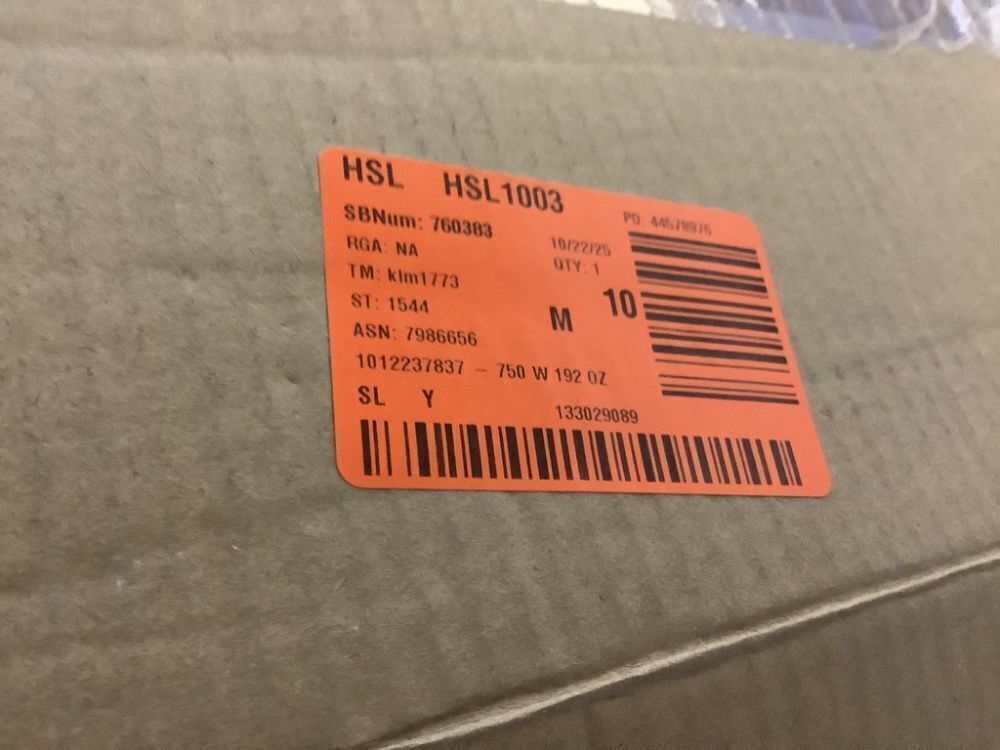 HSL HSL1003
SBNum: 760383
PO: 44578976
RGA: NA
10/22/25
TM: klm1773
QTY: 1
ST: 1544
M 10
ASN: 7986656
1012237837 - 750 W 192 OZ
SL Y
133029089